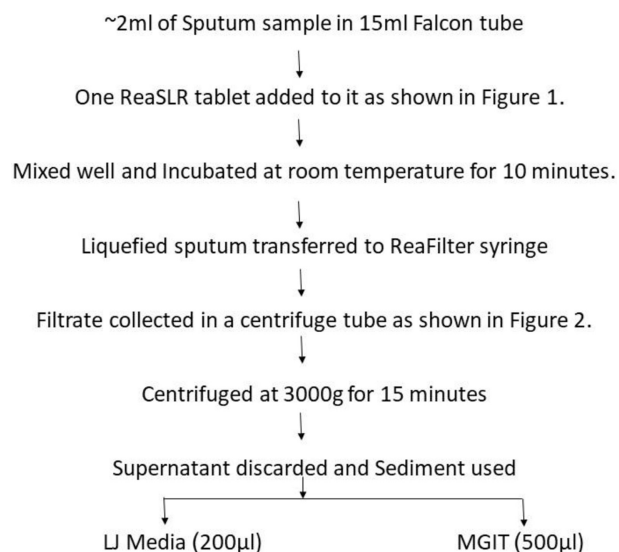 ~2ml of Sputum sample in 15ml Falcon tube
One ReaSLR tablet added to it as shown in Figure 1.
Mixed well and Incubated at room temperature for 10 minutes.
Liquefied sputum transferred to ReaFilter syringe
Filtrate collected in a centrifuge tube as shown in Figure 2.
Centrifuged at 3000g for 15 minutes
Supernatant discarded and Sediment used
LJ Media (200µl)
MGIT (500µl)